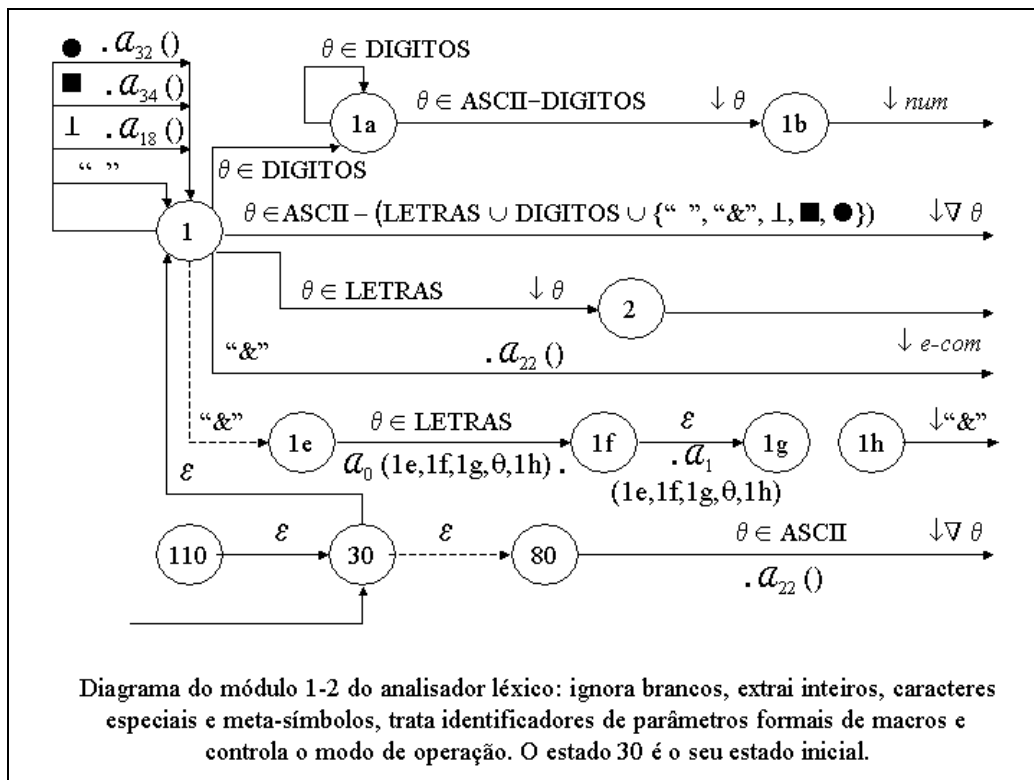 ● . 𝒜₃₂ ()
■ . 𝒜₃₄ ()
⊥ . 𝒜₁₈ ()
“ ”
θ ∈ DIGITOS
1a
θ ∈ ASCII–DIGITOS ↓ θ
1b
↓ num
θ ∈ DIGITOS
1
θ ∈ ASCII – (LETRAS ∪ DIGITOS ∪ {“ ”, “&”, ⊥, ■, ●}) ↓∇ θ
θ ∈ LETRAS ↓ θ
2
↓ e-com
“&”
. 𝒜₂₂ ()
“&”
1e
θ ∈ LETRAS
𝒜₀ (1e,1f,1g,θ,1h) .
1f
ε
. 𝒜₁
(1e,1f,1g,θ,1h)
1g
1h
↓“&”
ε
110
ε
30
ε
80
θ ∈ ASCII ↓∇ θ
. 𝒜₂₂ ()
Diagrama do módulo 1-2 do analisador léxico: ignora brancos, extrai inteiros, caracteres
especiais e meta-símbolos, trata identificadores de parâmetros formais de macros e
controla o modo de operação. O estado 30 é o seu estado inicial.